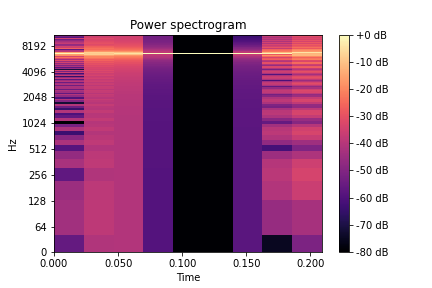 Power spectrogram
8192
4096
2048
1024
512
256
128
64
0
Hz
0.000 0.050 0.100 0.150 0.200
Time
+0 dB
-10 dB
-20 dB
-30 dB
-40 dB
-50 dB
-60 dB
-70 dB
-80 dB